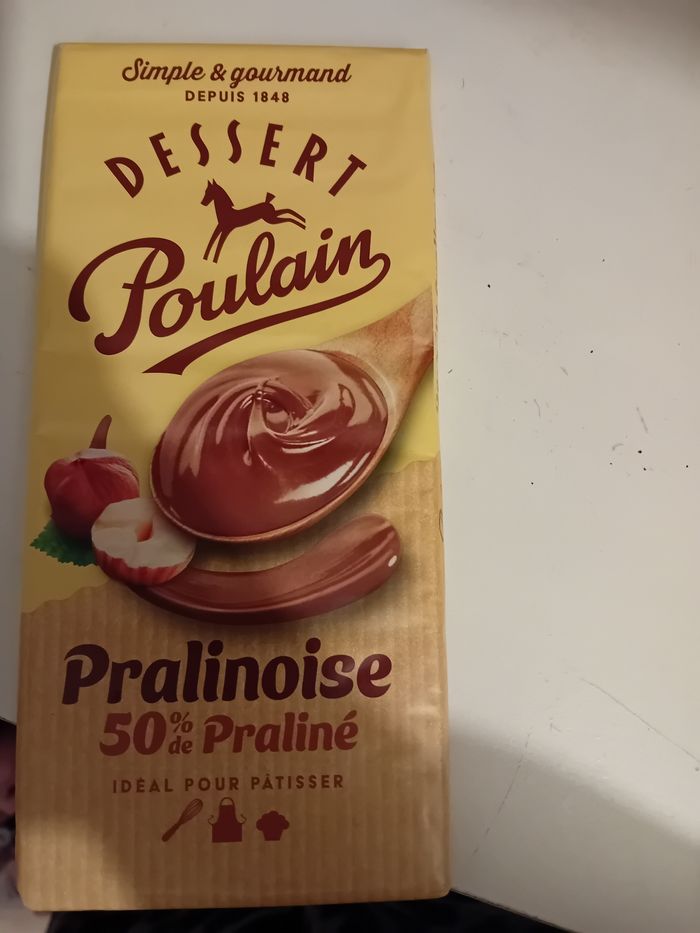 Simple & gourmand
DEPUIS 1848
DESSERT
Poulain
Pralinoise
50% de Praliné
IDÉAL POUR PÂTISSER